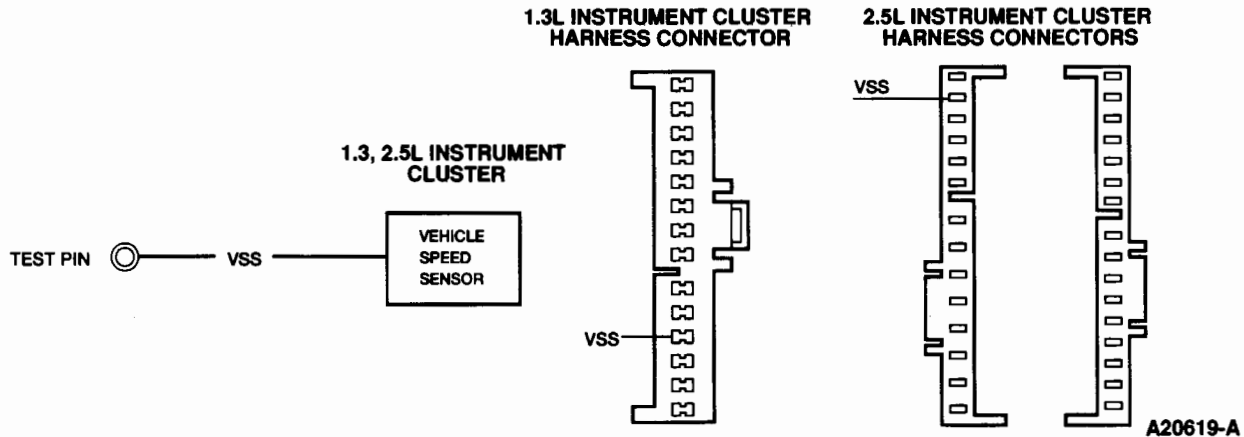 1.3L INSTRUMENT CLUSTER
HARNESS CONNECTOR
2.5L INSTRUMENT CLUSTER
HARNESS CONNECTORS
VSS
1.3, 2.5L INSTRUMENT
CLUSTER
TEST PIN
VSS
VEHICLE
SPEED
SENSOR
VSS
A20619-A